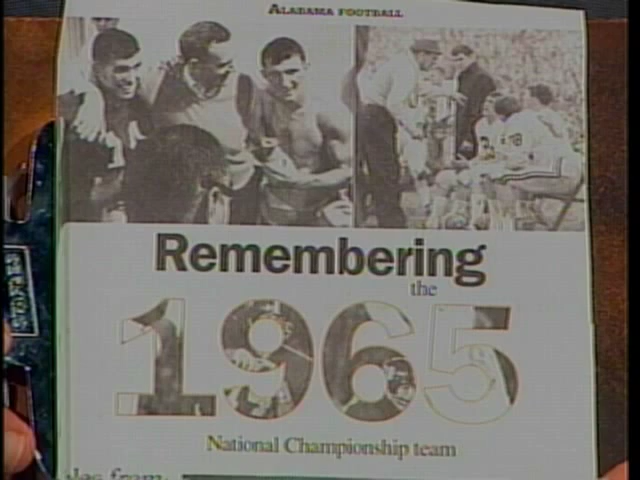 ALABAMA FOOTBALL
Remembering
the
1965
National Championship team